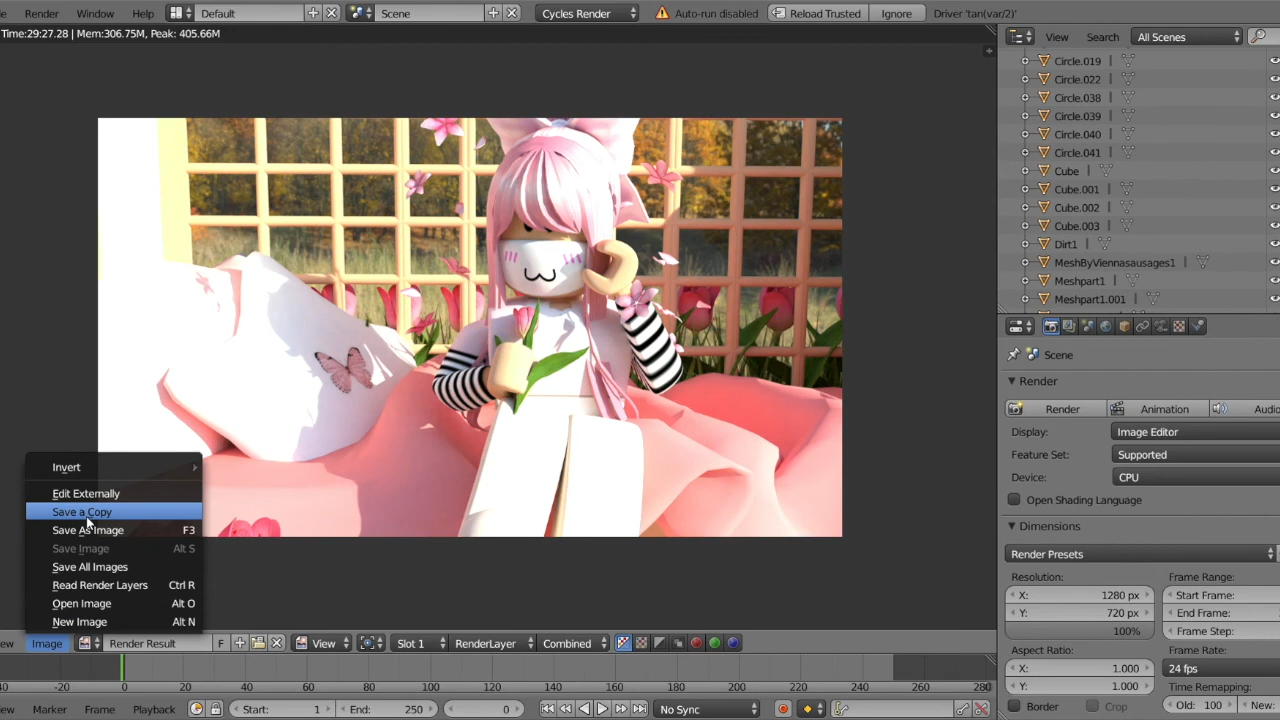 Render Window Help Default Scene Cycles Render Auto-run disabled Reload Trusted Ignore Driver 'tan(var/2)'
Time:29:27.28 | Mem:306.75M, Peak: 405.66M
View Search All Scenes
Circle.019
Circle.022
Circle.038
Circle.039
Circle.040
Circle.041
Cube
Cube.001
Cube.002
Cube.003
Dirt1
MeshByViennasausages1
Meshpart1
Meshpart1.001
Scene
Render
Render Animation Audio
Display: Image Editor
Feature Set: Supported
Device: CPU
Open Shading Language
Dimensions
Render Presets
Resolution: Frame Range:
X: 1280 px Start Frame:
Y: 720 px End Frame:
100% Frame Step:
Aspect Ratio: Frame Rate:
X: 1.000 24 fps
Y: 1.000 Time Remapping:
Border Crop Old: 100 New:
Invert
Edit Externally
Save a Copy
Save As Image F3
Save Image Alt S
Save All Images
Read Render Layers Ctrl R
Open Image Alt O
New Image Alt N
ew Image Render Result F View Slot 1 RenderLayer Combined
40 -20 0 20 40 60 80 100 120 140 160 180 200 220 240 260 280
ew Marker Frame Playback Start: 1 End: 250 0 No Sync